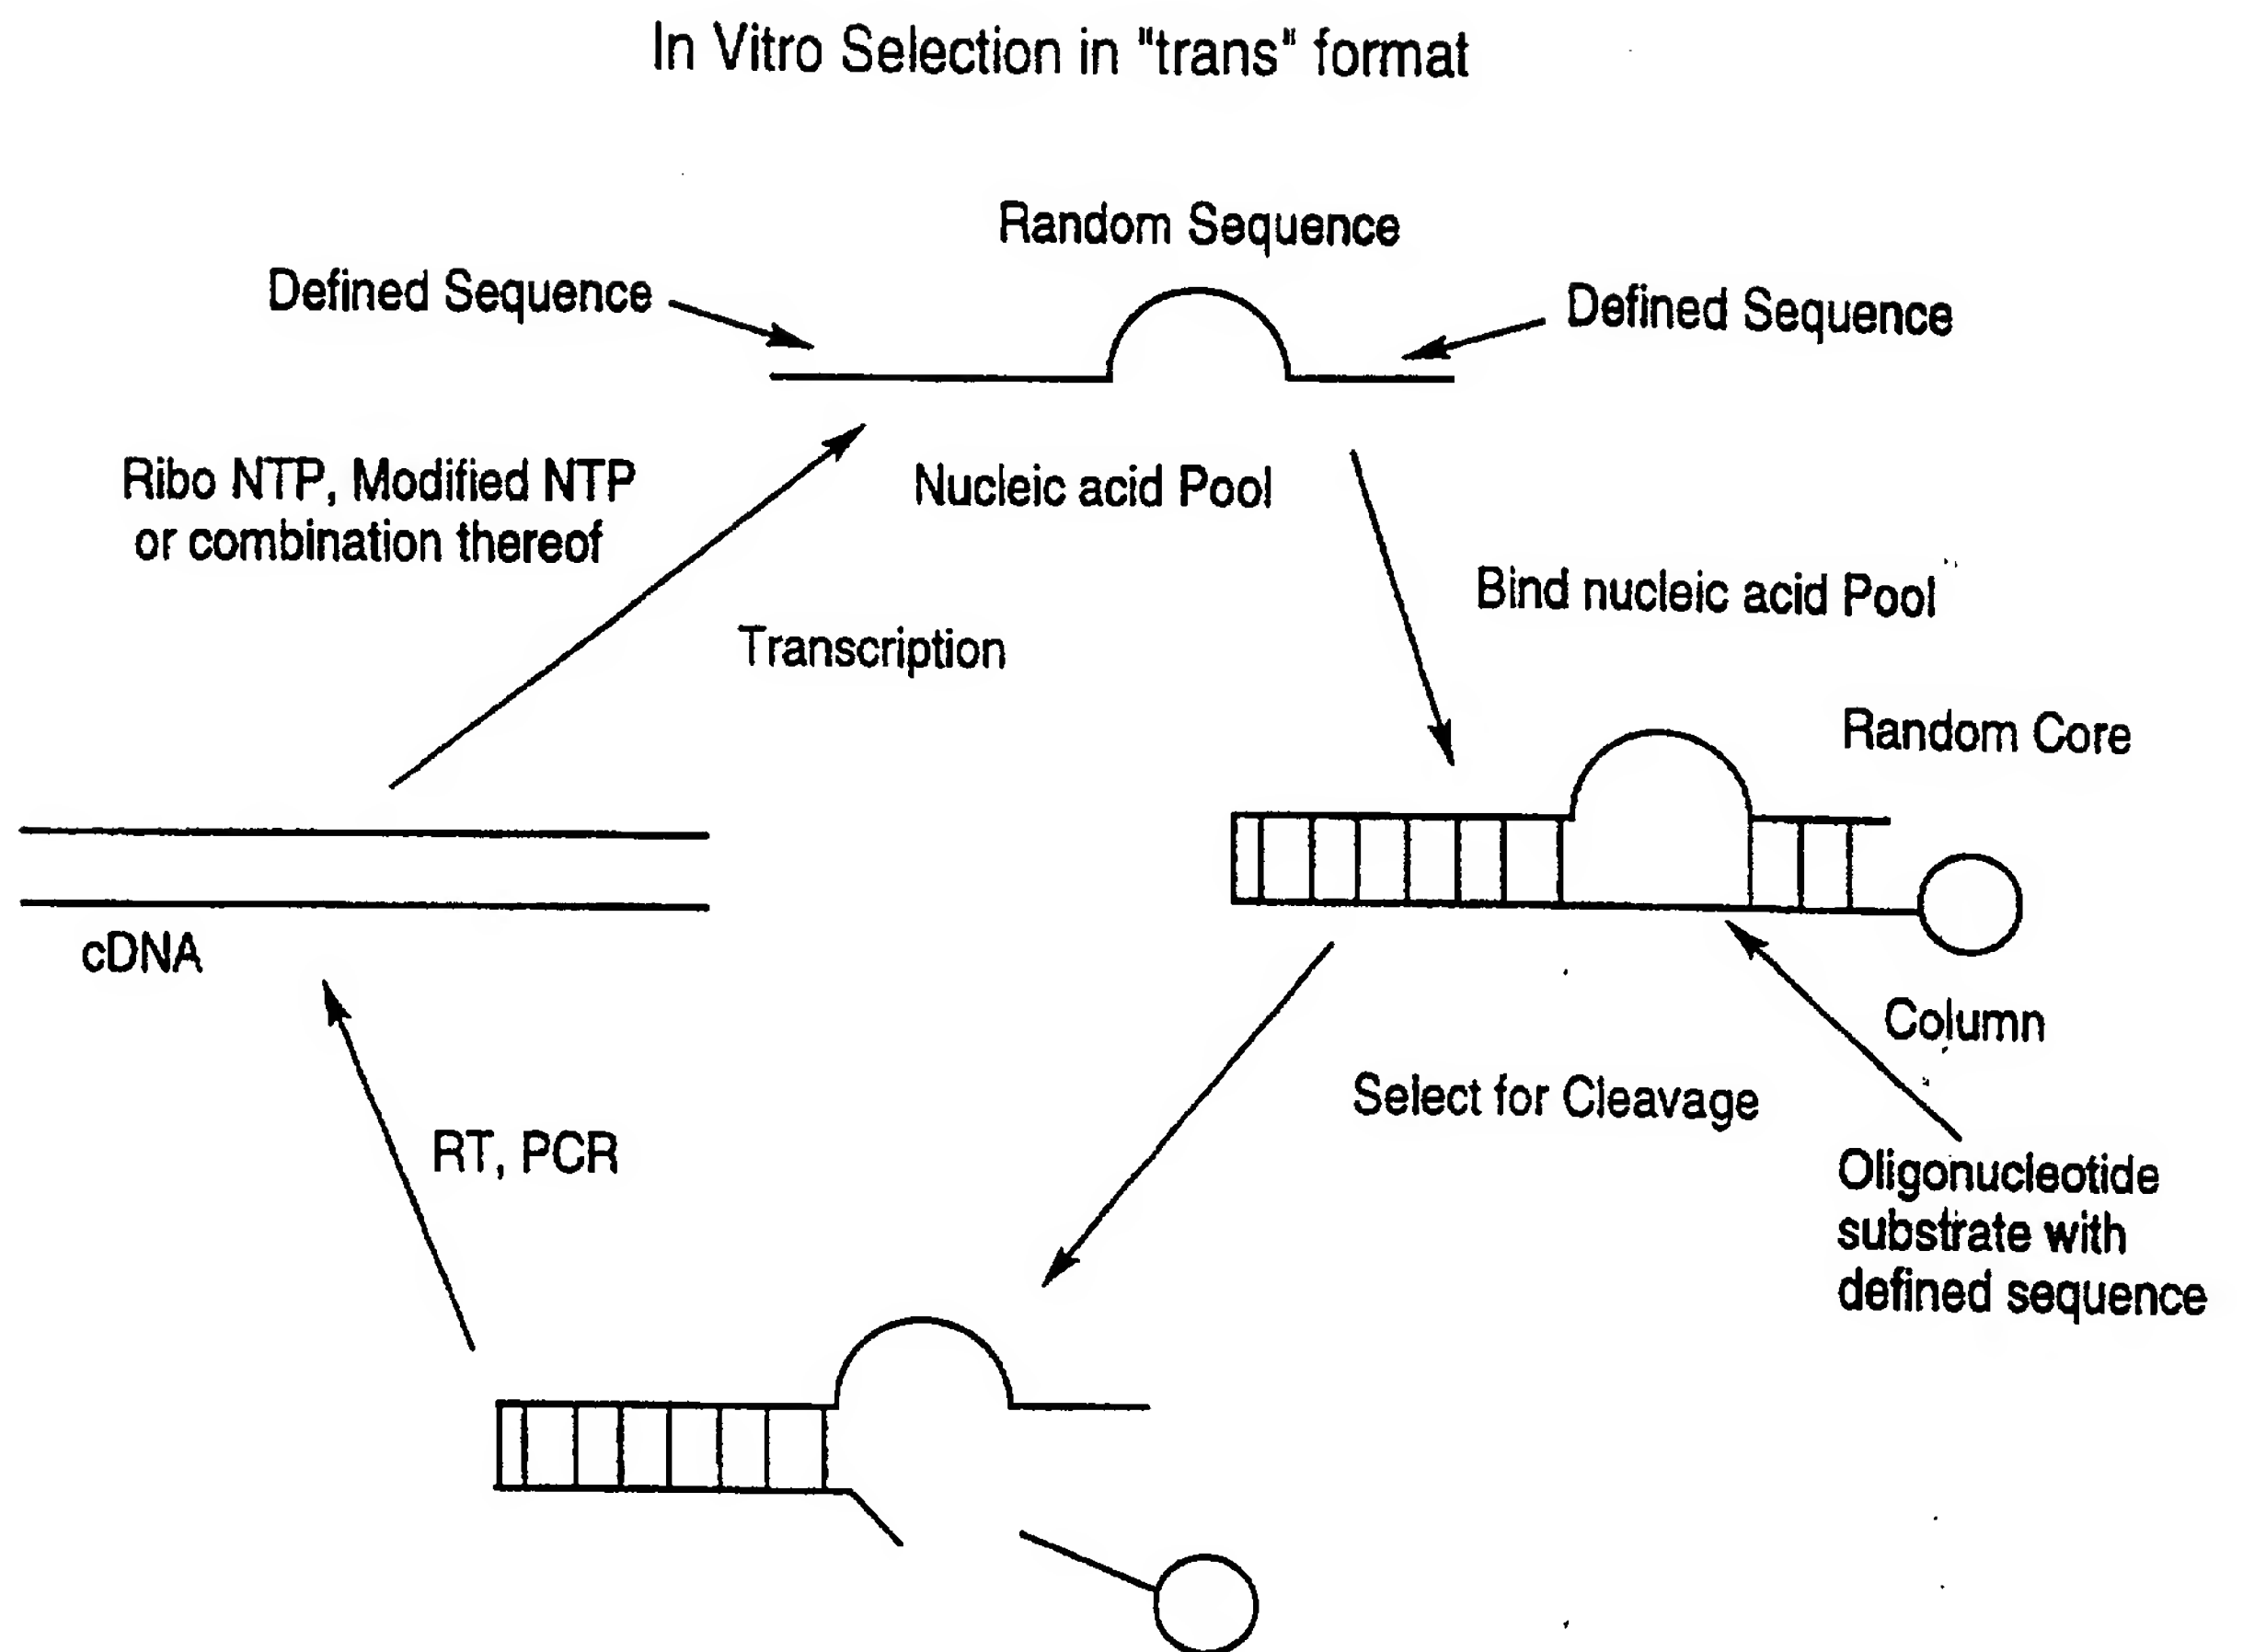 In Vitro Selection in "trans" format
Random Sequence
Defined Sequence
Defined Sequence
Ribo NTP, Modified NTP
or combination thereof
Nucleic acid Pool
Bind nucleic acid Pool
Transcription
Random Core
cDNA
Column
Select for Cleavage
RT, PCR
Oligonucleotide
substrate with
defined sequence